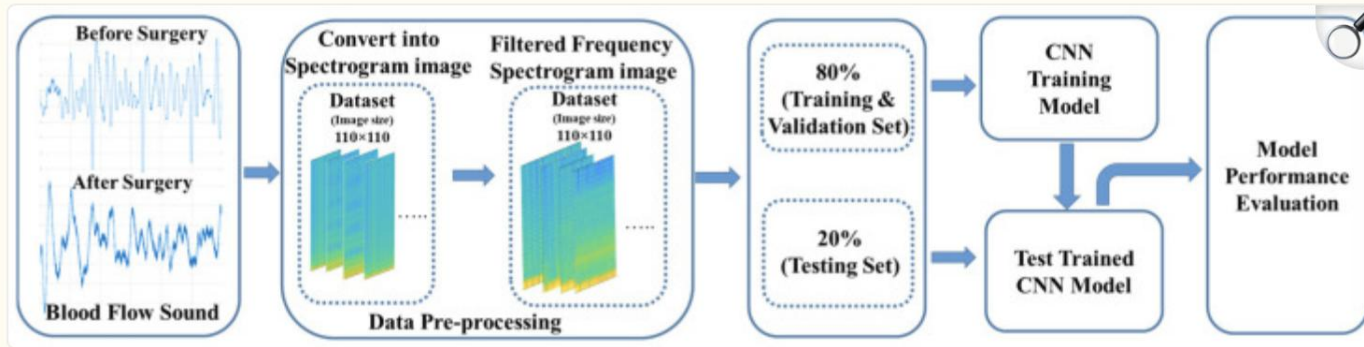 Before Surgery
After Surgery
Blood Flow Sound
Convert into
Spectrogram image
Dataset
(Image size)
110×110
......
Filtered Frequency
Spectrogram image
Dataset
(Image size)
110×110
.....
Data Pre-processing
80%
(Training &
Validation Set)
20%
(Testing Set)
CNN
Training
Model
Test Trained
CNN Model
Model
Performance
Evaluation